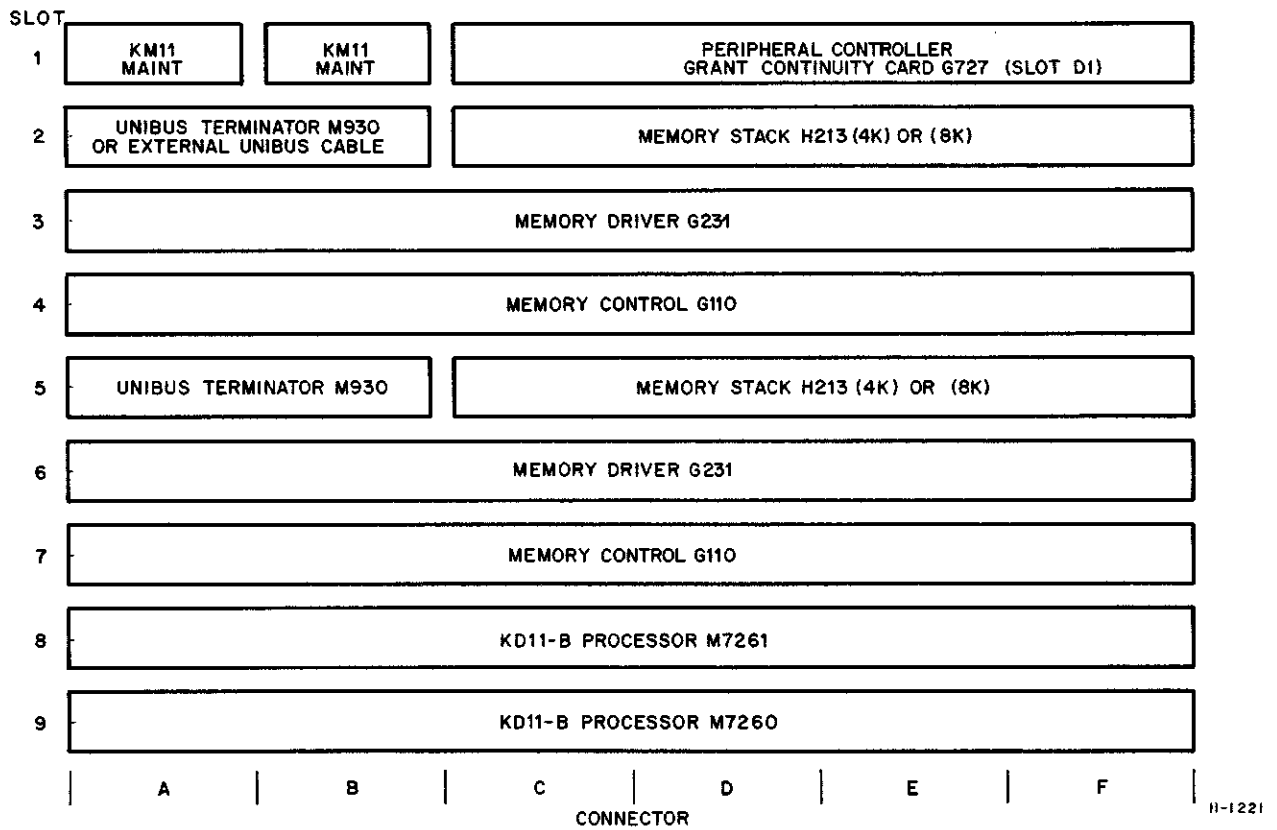 SLOT
1
KM11
MAINT
KM11
MAINT
PERIPHERAL CONTROLLER
GRANT CONTINUITY CARD G727 (SLOT D1)
2
UNIBUS TERMINATOR M930
OR EXTERNAL UNIBUS CABLE
MEMORY STACK H213 (4K) OR (8K)
3
MEMORY DRIVER G231
4
MEMORY CONTROL G110
5
UNIBUS TERMINATOR M930
MEMORY STACK H213 (4K) OR (8K)
6
MEMORY DRIVER G231
7
MEMORY CONTROL G110
8
KD11-B PROCESSOR M7261
9
KD11-B PROCESSOR M7260
A B C D E F
CONNECTOR
11-1221